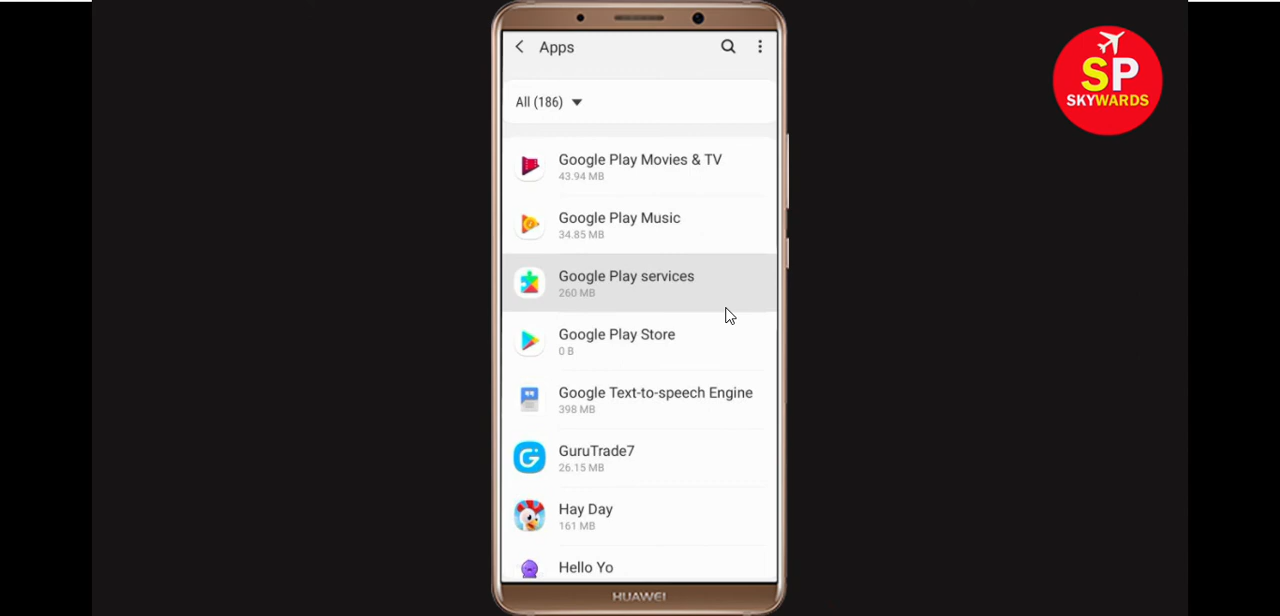 Apps
All (186)
Google Play Movies & TV
43.94 MB
Google Play Music
34.85 MB
Google Play services
260 MB
Google Play Store
0 B
Google Text-to-speech Engine
398 MB
GuruTrade7
26.15 MB
Hay Day
161 MB
Hello Yo
HUAWEI
SP
SKYWARDS